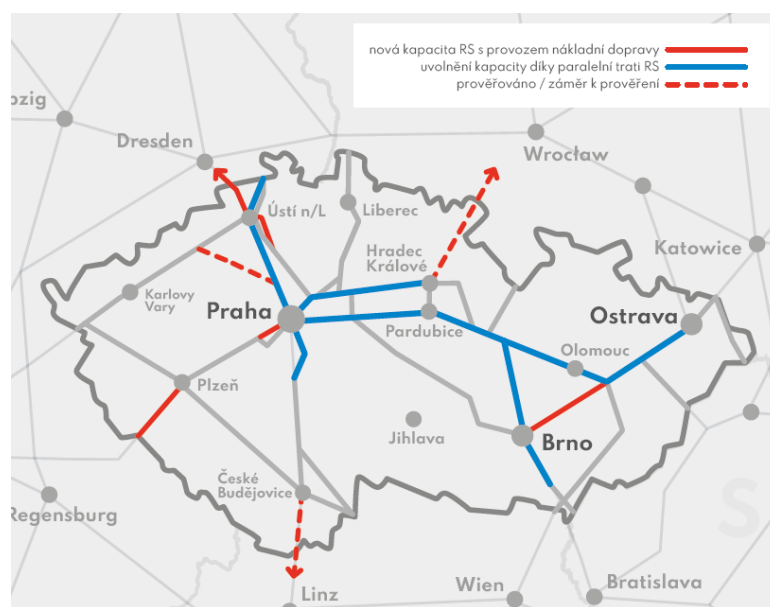 nová kapacita RS s provozem nákladní dopravy
uvolnění kapacity díky paralelní trati RS
prověřováno / záměr k prověření
pzig
Dresden
Wrocław
Ústí n/L
Liberec
Katowice
Hradec
Králové
Karlovy
Vary
Praha
Ostrava
Pardubice
Olomouc
Plzeň
Brno
Jihlava
České
Budějovice
Regensburg
S
Linz
Wien
Bratislava